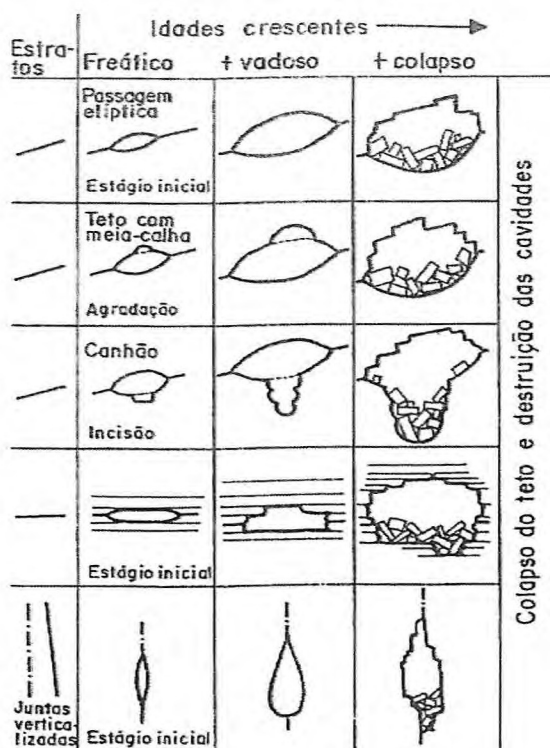 Idades crescentes
Estra-
tos
Freático
+ vadoso
+ colapso
Passagem
elíptica
Estágio inicial
Teto com
meia-calha
Agradação
Canhão
Incisão
Estágio inicial
Juntas
vertica-
lizadas
Estágio inicial
Colapso do teto e destruição das cavidades